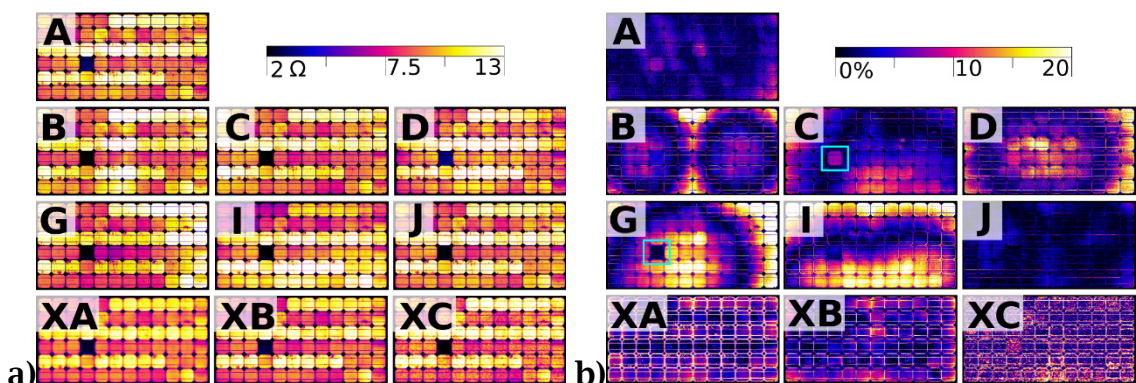 A
2 Ω 7.5 13
B C D
G I J
XA XB XC
a)
A
0% 10 20
B C D
G I J
XA XB XC
b)